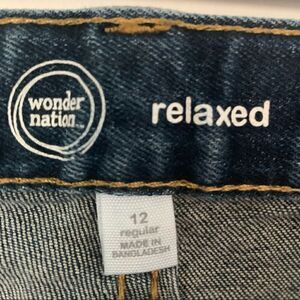 wonder
nation
relaxed
12
regular
MADE IN
BANGLADESH